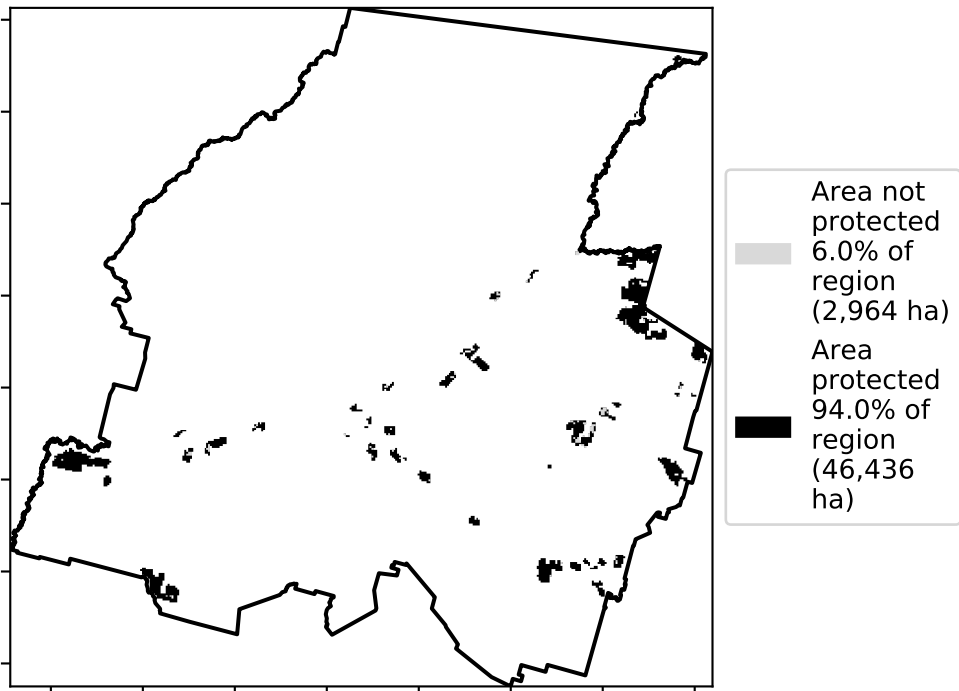 Area not
protected
6.0% of
region
(2,964 ha)
Area
protected
94.0% of
region
(46,436
ha)